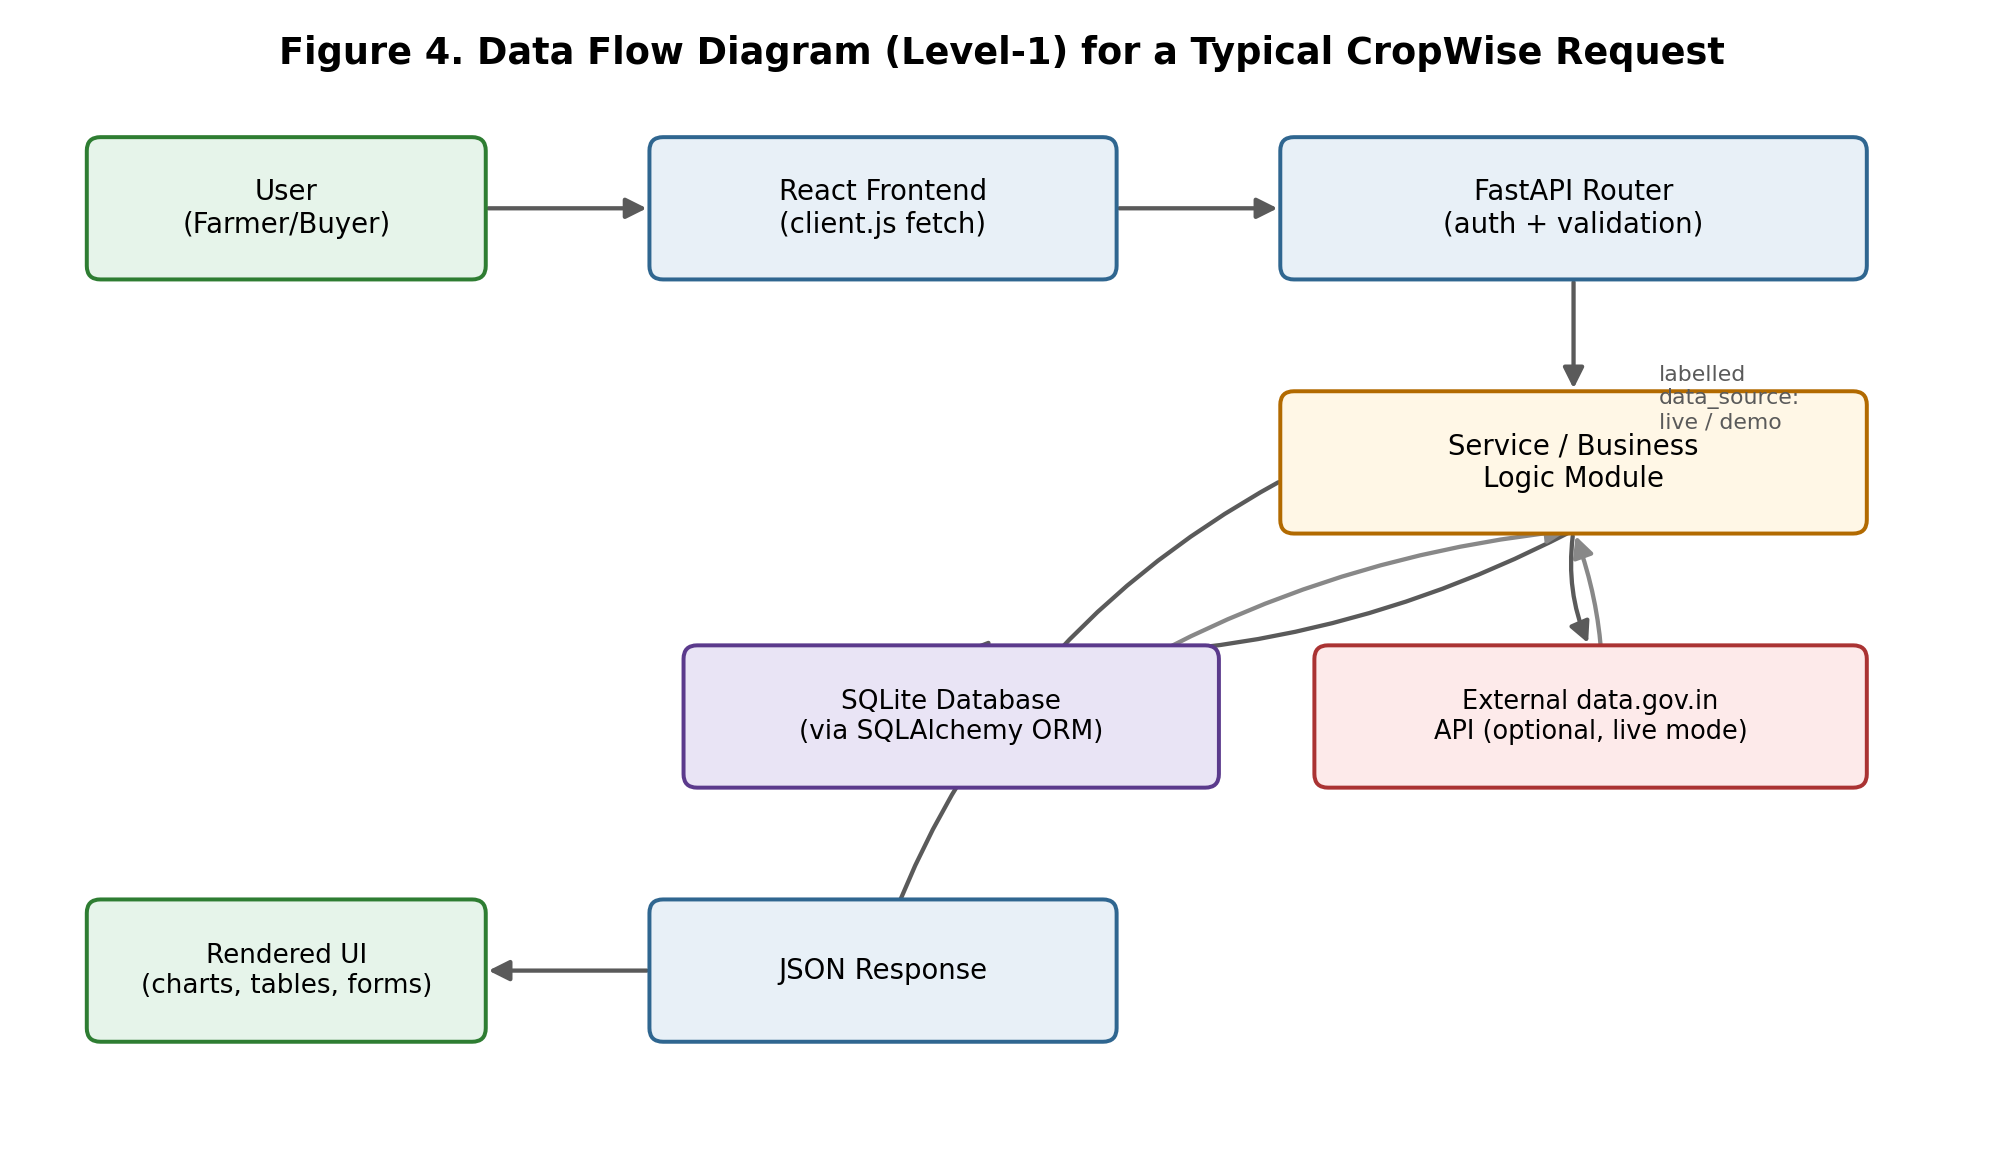 Figure 4. Data Flow Diagram (Level-1) for a Typical CropWise Request
User
(Farmer/Buyer)
React Frontend
(client.js fetch)
FastAPI Router
(auth + validation)
labelled
data_source:
live / demo
Service / Business
Logic Module
SQLite Database
(via SQLAlchemy ORM)
External data.gov.in
API (optional, live mode)
Rendered UI
(charts, tables, forms)
JSON Response